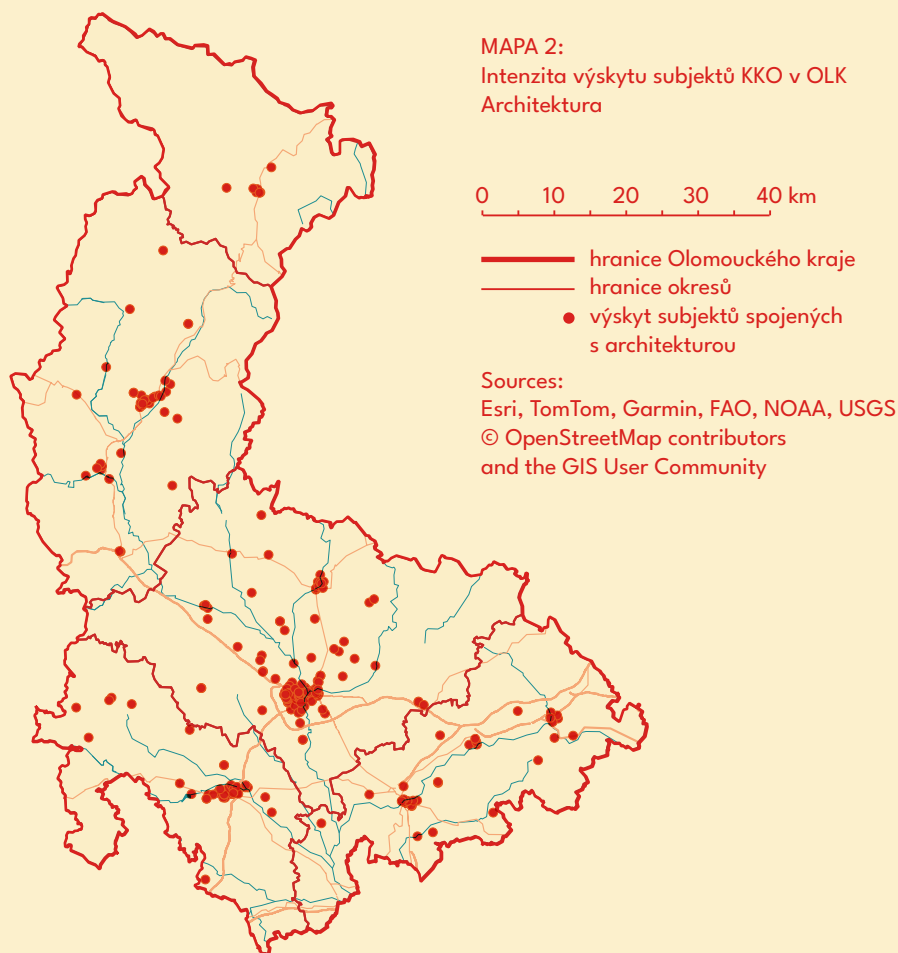 MAPA 2:
Intenzita výskytu subjektů KKO v OLK
Architektura
0 10 20 30 40 km
hranice Olomouckého kraje
hranice okresů
výskyt subjektů spojených
s architekturou
Sources:
Esri, TomTom, Garmin, FAO, NOAA, USGS
© OpenStreetMap contributors
and the GIS User Community